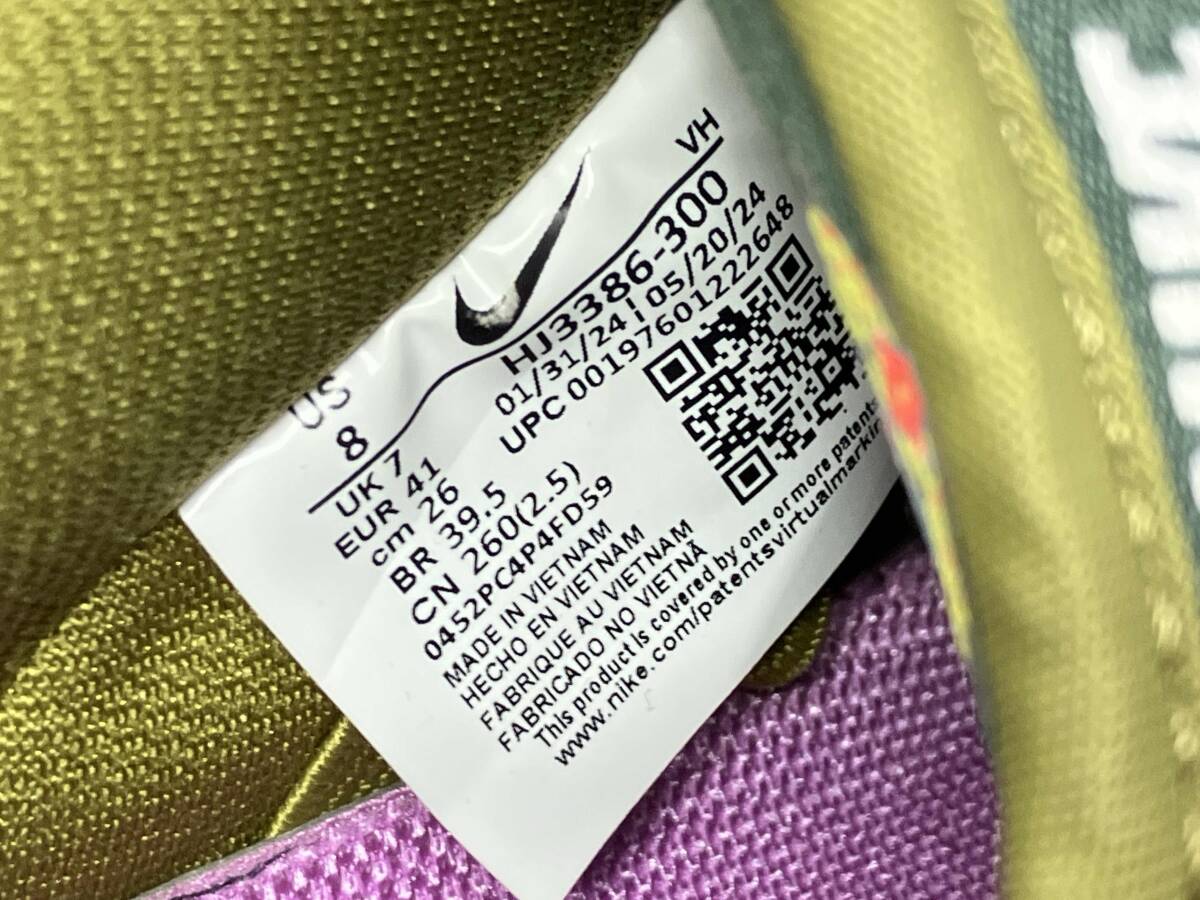 VH
HJ3386-300
01/31/24 | 05/20/24
UPC 00197601222648
US
8
UK 7
EUR 41
cm 26
BR 39.5
CN 260(2.5)
0452PC4P4FD59
MADE IN VIETNAM
HECHO EN VIETNAM
FABRIQUE AU VIETNAM
FABRICADO NO VIETNÃ
This product is covered by one or more patents
www.nike.com/patentsvirtualmarkin